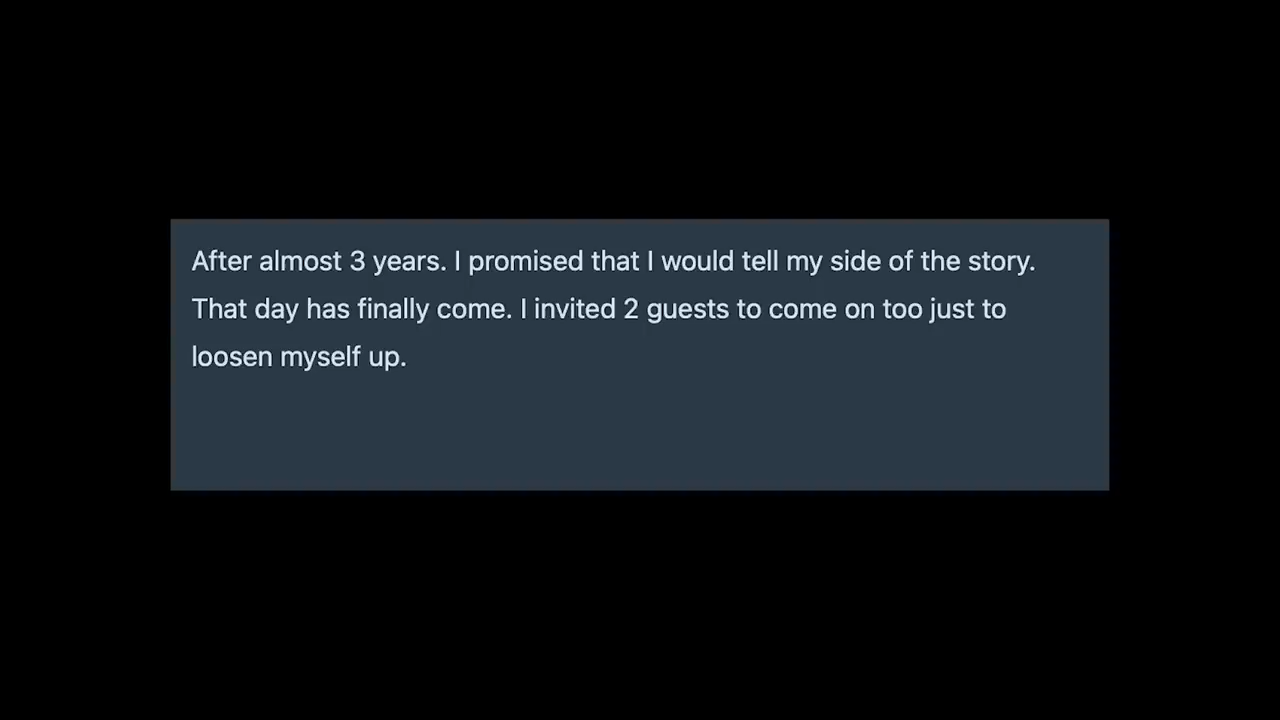 After almost 3 years. I promised that I would tell my side of the story.
That day has finally come. I invited 2 guests to come on too just to
loosen myself up.